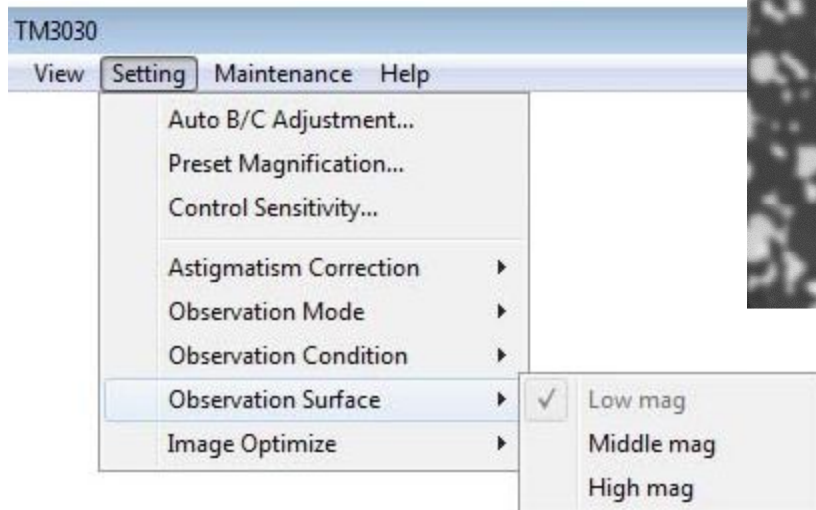 TM3030
View Setting Maintenance Help
Auto B/C Adjustment...
Preset Magnification...
Control Sensitivity...
Astigmatism Correction
Observation Mode
Observation Condition
Observation Surface
Image Optimize
Low mag
Middle mag
High mag